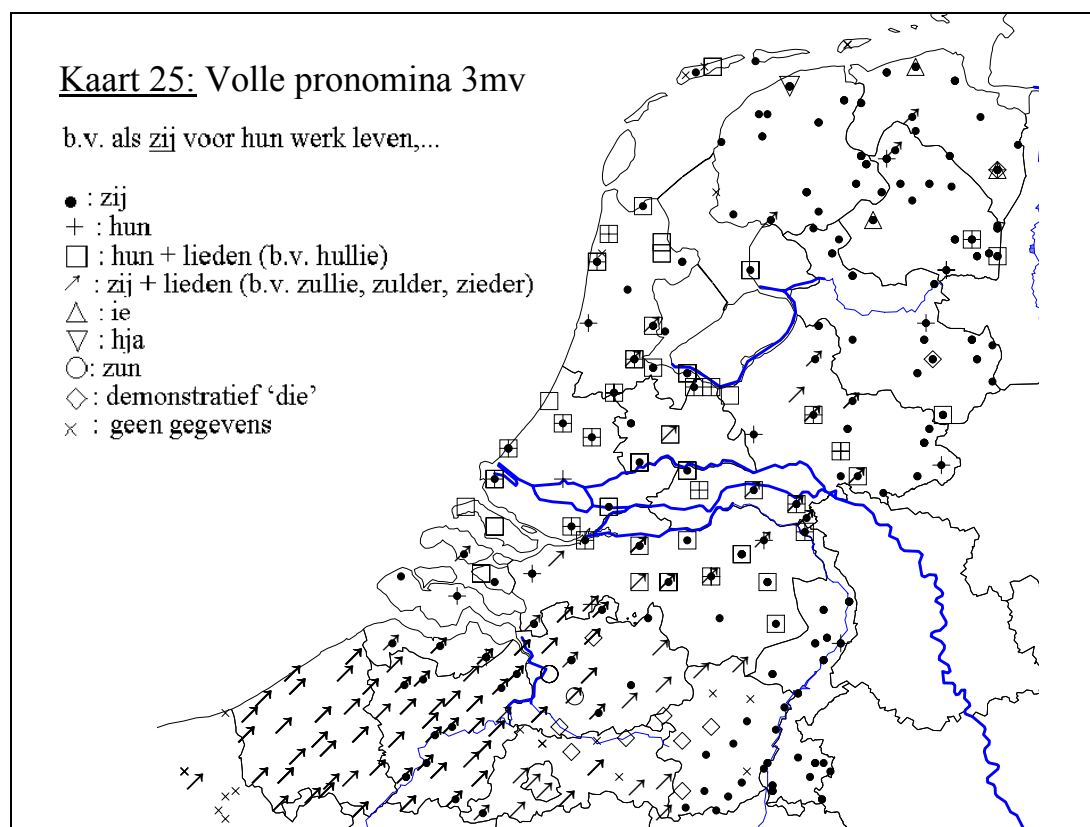 Kaart 25: Volle pronomina 3mv
b.v. als zij voor hun werk leven,...
: zij
: hun
: hun + lieden (b.v. hullie)
: zij + lieden (b.v. zullie, zulder, zieder)
: ie
: hja
: zun
: demonstratief ‘die’
: geen gegevens